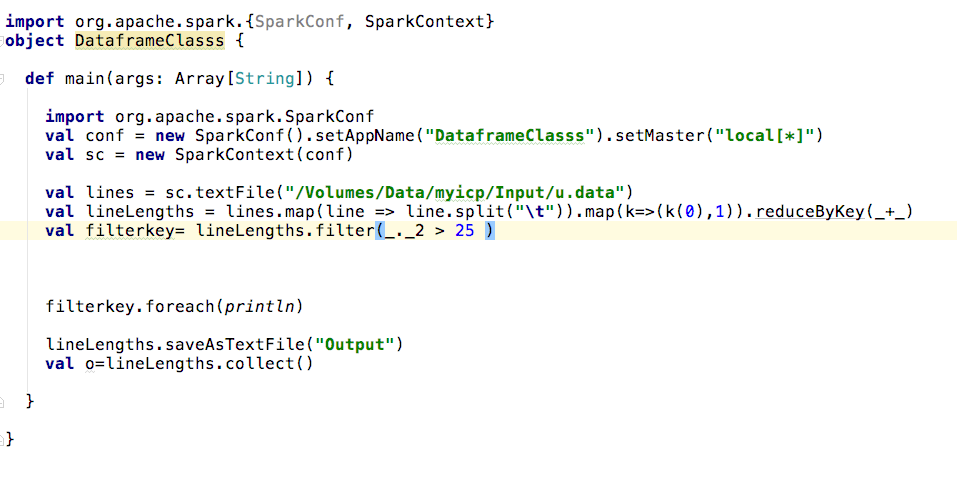 import org.apache.spark.{SparkConf, SparkContext}
object DataframeClasss {
def main(args: Array[String]) {
import org.apache.spark.SparkConf
val conf = new SparkConf().setAppName("DataframeClasss").setMaster("local[*]")
val sc = new SparkContext(conf)
val lines = sc.textFile("/Volumes/Data/myicp/Input/u.data")
val lineLengths = lines.map(line => line.split("\t")).map(k=>(k(0),1)).reduceByKey(_+_)
val filterkey= lineLengths.filter(_._2 > 25 )
filterkey.foreach(println)
lineLengths.saveAsTextFile("Output")
val o=lineLengths.collect()
}
}